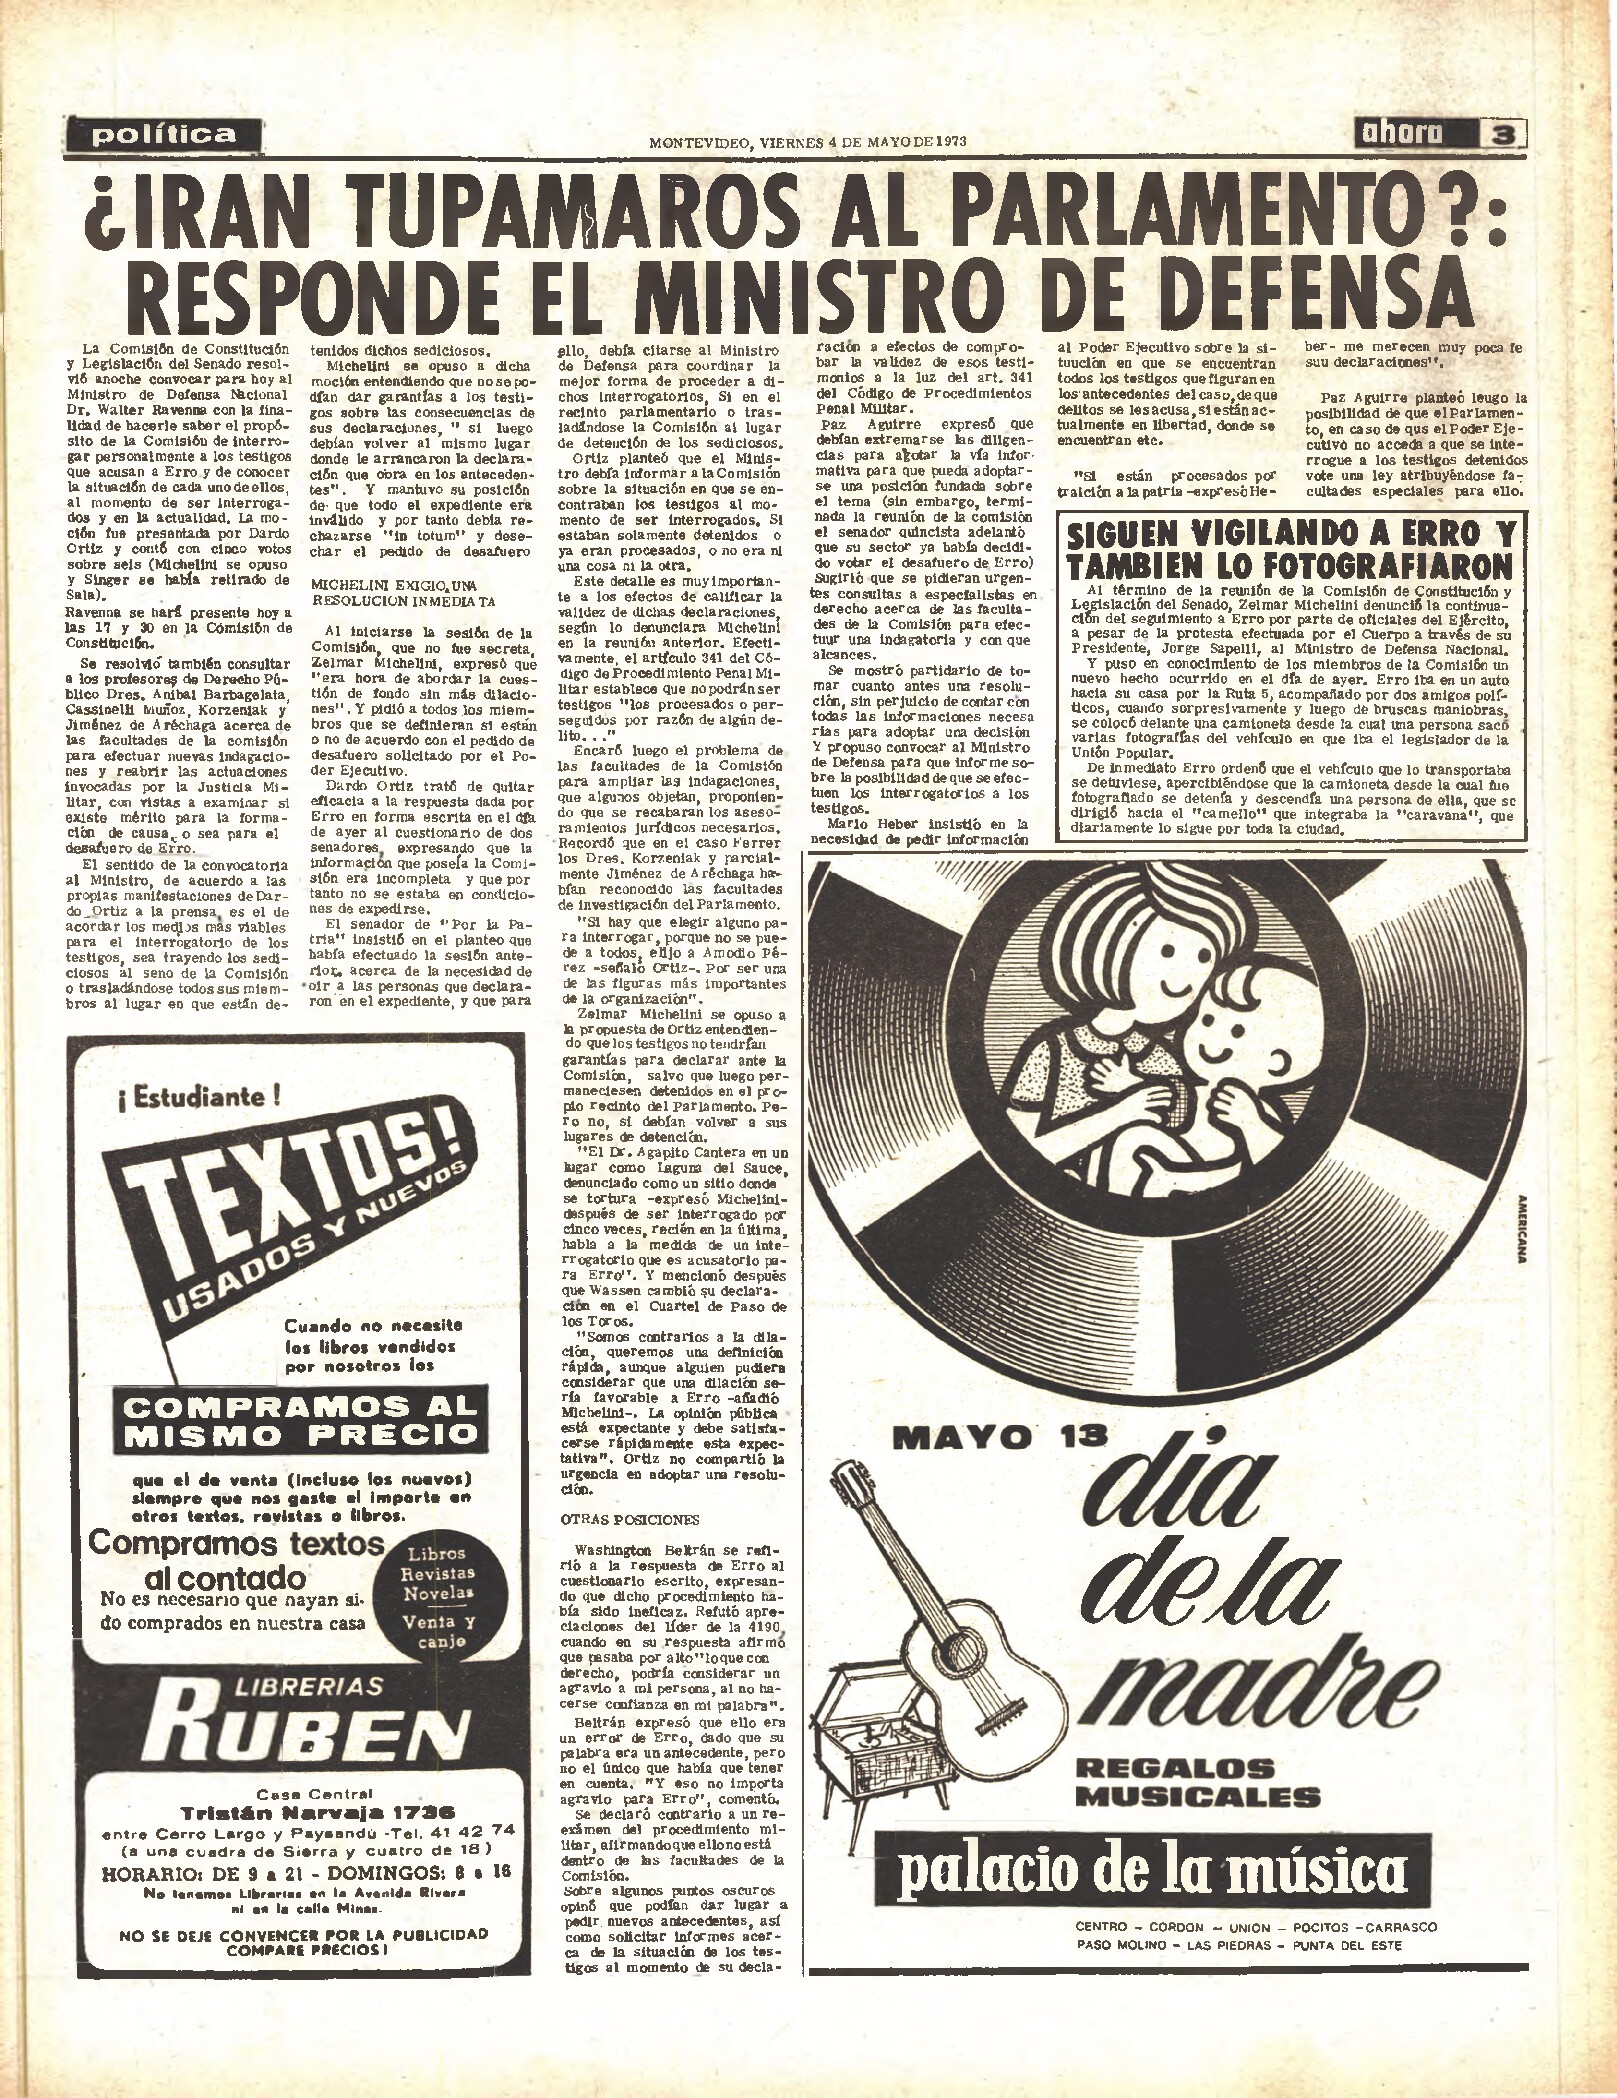 política
MONTEVIDEO, VIERNES 4 DE MAYO DE 1973
ahora 3
¿IRAN TUPAMAROS AL PARLAMENTO?:
RESPONDE EL MINISTRO DE DEFENSA
La Comisión de Constitución
y Legislación del Senado resol-
vió anoche convocar para hoy al
Ministro de Defensa Nacional
Dr. Walter Ravenna con la fina-
lidad de hacerle saber el propó-
sito de la Comisión de interro-
gar personalmente a los testigos
que acusan a Erro y de conocer
la situación de cada uno de ellos,
al momento de ser interroga-
dos y en la actualidad. La mo-
ción fue presentada por Dardo
Ortiz y contó con cinco votos
sobre seis (Michelini se opuso
y Singer se había retirado de
Sala).
Ravenna se hará presente hoy a
las 17 y 30 en la Comisión de
Constitución.
Se resolvió también consultar
a los profesores de Derecho Pú-
blico Dres. Aníbal Barbagelata,
Cassinelli Muñoz, Korzeniak y
Jiménez de Aréchaga acerca de
las facultades de la comisión
para efectuar nuevas indagacio-
nes y reabrir las actuaciones
invocadas por la Justicia Mi-
litar, con vistas a examinar si
existe mérito para la forma-
ción de causa, o sea para el
desafuero de Erro.
El sentido de la convocatoria
al Ministro, de acuerdo a las
propias manifestaciones de Dar-
do Ortiz a la prensa, es el de
acordar los medios más viables
para el interrogatorio de los
testigos, sea trayendo los sedi-
ciosos al seno de la Comisión
o trasladándose todos sus miem-
bros al lugar en que están de-
tenidos dichos sediciosos.
Michelini se opuso a dicha
moción entendiendo que no se po-
dían dar garantías a los testi-
gos sobre las consecuencias de
sus declaraciones, " si luego
debían volver al mismo lugar
donde le arrancaron la declara-
ción que obra en los anteceden-
tes". Y mantuvo su posición
de que todo el expediente era
inválido y por tanto debía re-
chazarse "in totum" y dese-
char el pedido de desafuero
MICHELINI EXIGIO UNA
RESOLUCION INMEDIATA
Al iniciarse la sesión de la
Comisión, que no fue secreta,
Zelmar Michelini, expresó que
"era hora de abordar la cues-
tión de fondo sin más dilacio-
nes". Y pidió a todos los miem-
bros que se definieran si están
o no de acuerdo con el pedido de
desafuero solicitado por el Po-
der Ejecutivo.
Dardo Ortiz trató de quitar
eficacia a la respuesta dada por
Erro en forma escrita en el día
de ayer al cuestionario de dos
senadores, expresando que la
información que poseía la Comi-
sión era incompleta y que por
tanto no se estaba en condicio-
nes de expedirse.
El senador de "Por la Pa-
tria" insistió en el planteo que
había efectuado la sesión ante-
rior, acerca de la necesidad de
oir a las personas que declara-
ron en el expediente, y que para
ello, debía citarse al Ministro
de Defensa para coordinar la
mejor forma de proceder a di-
chos interrogatorios, Si en el
recinto parlamentario o tras-
ladándose la Comisión al lugar
de detención de los sediciosos.
Ortiz planteó que el Minis-
tro debía informar a la Comisión
sobre la situación en que se en-
contraban los testigos al mo-
mento de ser interrogados. Si
estaban solamente detenidos o
ya eran procesados, o no era ni
una cosa ni la otra.
Este detalle es muy importan-
te a los efectos de calificar la
validez de dichas declaraciones,
según lo denunciara Michelini
en la reunión anterior. Efecti-
vamente, el artículo 341 del Có-
digo de Procedimiento Penal Mi-
litar establece que no podrán ser
testigos "los procesados o per-
seguidos por razón de algún de-
lito. . ."
Encaró luego el problema de
las facultades de la Comisión
para ampliar las indagaciones,
que algunos objetan, proponien-
do que se recabaran los aseso-
ramientos jurídicos necesarios.
Recordó que en el caso Ferrer
los Dres. Korzeniak y parcial-
mente Jiménez de Aréchaga ha-
bían reconocido las facultades
de investigación del Parlamento.
"Si hay que elegir alguno pa-
ra interrogar, porque no se pue-
de a todos, elijo a Amodio Pé-
rez -señaló Ortiz-. Por ser una
de las figuras más importantes
de la organización".
Zelmar Michelini se opuso a
la propuesta de Ortiz entendien-
do que los testigos no tendrían
garantías para declarar ante la
Comisión, salvo que luego per-
maneciesen detenidos en el pro-
pio recinto del Parlamento. Pe-
ro no, si debían volver a sus
lugares de detención.
"El Dr. Agapito Cantera en un
lugar como Laguna del Sauce,
denunciado como un sitio donde
se tortura -expresó Michelini-
después de ser interrogado por
cinco veces, recién en la última,
habla a la medida de un inte-
rrogatorio que es acusatorio pa-
ra Erro". Y mencionó después
que Wassen cambió su declara-
ción en el Cuartel de Paso de
los Toros.
"Somos contrarios a la dila-
ción, queremos una definición
rápida, aunque alguien pudiera
considerar que una dilación se-
ría favorable a Erro -añadió
Michelini-. La opinión pública
está expectante y debe satisfa-
cerse rápidamente esta expec-
tativa". Ortiz no compartió la
urgencia en adoptar una resolu-
ción.
OTRAS POSICIONES
Washington Beltrán se refi-
rió a la respuesta de Erro al
cuestionario escrito, expresan-
do que dicho procedimiento ha-
bía sido ineficaz. Refutó apre-
ciaciones del líder de la 4190,
cuando en su respuesta afirmó
que pasaba por alto "lo que con
derecho, podría considerar un
agravio a mi persona, al no ha-
cerse confianza en mi palabra".
Beltrán expresó que ello era
un error de Erro, dado que su
palabra era un antecedente, pero
no el único que había que tener
en cuenta. "Y eso no importa
agravio para Erro", comentó.
Se declaró contrario a un re-
exámen del procedimiento mi-
litar, afirmando que ello no está
dentro de las facultades de la
Comisión.
Sobre algunos puntos oscuros
opinó que podían dar lugar a
pedir nuevos antecedentes, así
como solicitar informes acer-
ca de la situación de los tes-
tigos al momento de su decla-
ración a efectos de compro-
bar la validez de esos testi-
monios a la luz del art. 341
del Código de Procedimientos
Penal Militar.
Paz Aguirre expresó que
debían extremarse las diligen-
cias para agotar la vía infor-
mativa para que pueda adoptar-
se una posición fundada sobre
el tema (sin embargo, termi-
nada la reunión de la comisión
el senador quincista adelantó
que su sector ya había decidi-
do votar el desafuero de Erro)
Sugirió que se pidieran urgen-
tes consultas a especialistas en
derecho acerca de las faculta-
des de la Comisión para efec-
tuur una indagatoria y con que
alcances.
Se mostró partidario de to-
mar cuanto antes una resolu-
ción, sin perjuicio de contar con
todas las informaciones necesa
rias para adoptar una decisión
Y propuso convocar al Ministro
de Defensa para que informe so-
bre la posibilidad de que se efec-
tuen los interrogatorios a los
testigos.
Mario Heber insistió en la
necesidad de pedir información
al Poder Ejecutivo sobre la si-
tuución en que se encuentran
todos los testigos que figuran en
los antecedentes del caso, de que
delitos se les acusa, si están ac-
tualmente en libertad, donde se
encuentran etc.
"Si están procesados por
traición a la patria -expresó He-
ber- me merecen muy poca fe
suu declaraciones".
Paz Aguirre planteó leugo la
posibilidad de que el Parlamen-
to, en caso de qus el Poder Eje-
cutivo no acceda a que se inte-
rrogue a los testigos detenidos
vote una ley atribuyéndose fa-
cultades especiales para ello.
SIGUEN VIGILANDO A ERRO Y
TAMBIEN LO FOTOGRAFIARON
Al término de la reunión de la Comisión de Constitución y
Legislación del Senado, Zelmar Michelini denunció la continua-
ción del seguimiento a Erro por parte de oficiales del Ejército,
a pesar de la protesta efectuada por el Cuerpo a través de su
Presidente, Jorge Sapelli, al Ministro de Defensa Nacional.
Y puso en conocimiento de los miembros de la Comisión un
nuevo hecho ocurrido en el día de ayer. Erro iba en un auto
hacia su casa por la Ruta 5, acompañado por dos amigos polí-
ticos, cuando sorpresivamente y luego de bruscas maniobras,
se colocó delante una camioneta desde la cual una persona sacó
varias fotografías del vehículo en que iba el legislador de la
Unión Popular.
De inmediato Erro ordenó que el vehículo que lo transportaba
se detuviese, apercibiéndose que la camioneta desde la cual fue
fotografiado se detenía y descendía una persona de ella, que se
dirigió hacia el "camello" que integraba la "caravana", que
diariamente lo sigue por toda la ciudad.
¡ Estudiante !
TEXTOS!
USADOS Y NUEVOS
Cuando no necesite
los libros vendidos
por nosotros los
COMPRAMOS AL
MISMO PRECIO
que el de venta (incluso los nuevos)
siempre que nos gaste el importe en
otros textos. revistas o libros.
Compramos textos
al contado
No es necesario que hayan si-
do comprados en nuestra casa
Libros
Revistas
Novelas
Venta y
canje
LIBRERIAS
RUBEN
Casa Central
Tristán Narvaja 1736
entre Cerro Largo y Paysandú -Tel. 41 42 74
(a una cuadra de Sierra y cuatro de 18)
HORARIO: DE 9 a 21 - DOMINGOS: 8 a 16
No tenemos Librerias en la Avenida Rivera
ni en la calle Minas.
NO SE DEJE CONVENCER POR LA PUBLICIDAD
COMPARE PRECIOS!
AMERICANA
MAYO 13
día
de la
madre
REGALOS
MUSICALES
palacio de la música
CENTRO - CORDON - UNION - POCITOS - CARRASCO
PASO MOLINO - LAS PIEDRAS - PUNTA DEL ESTE